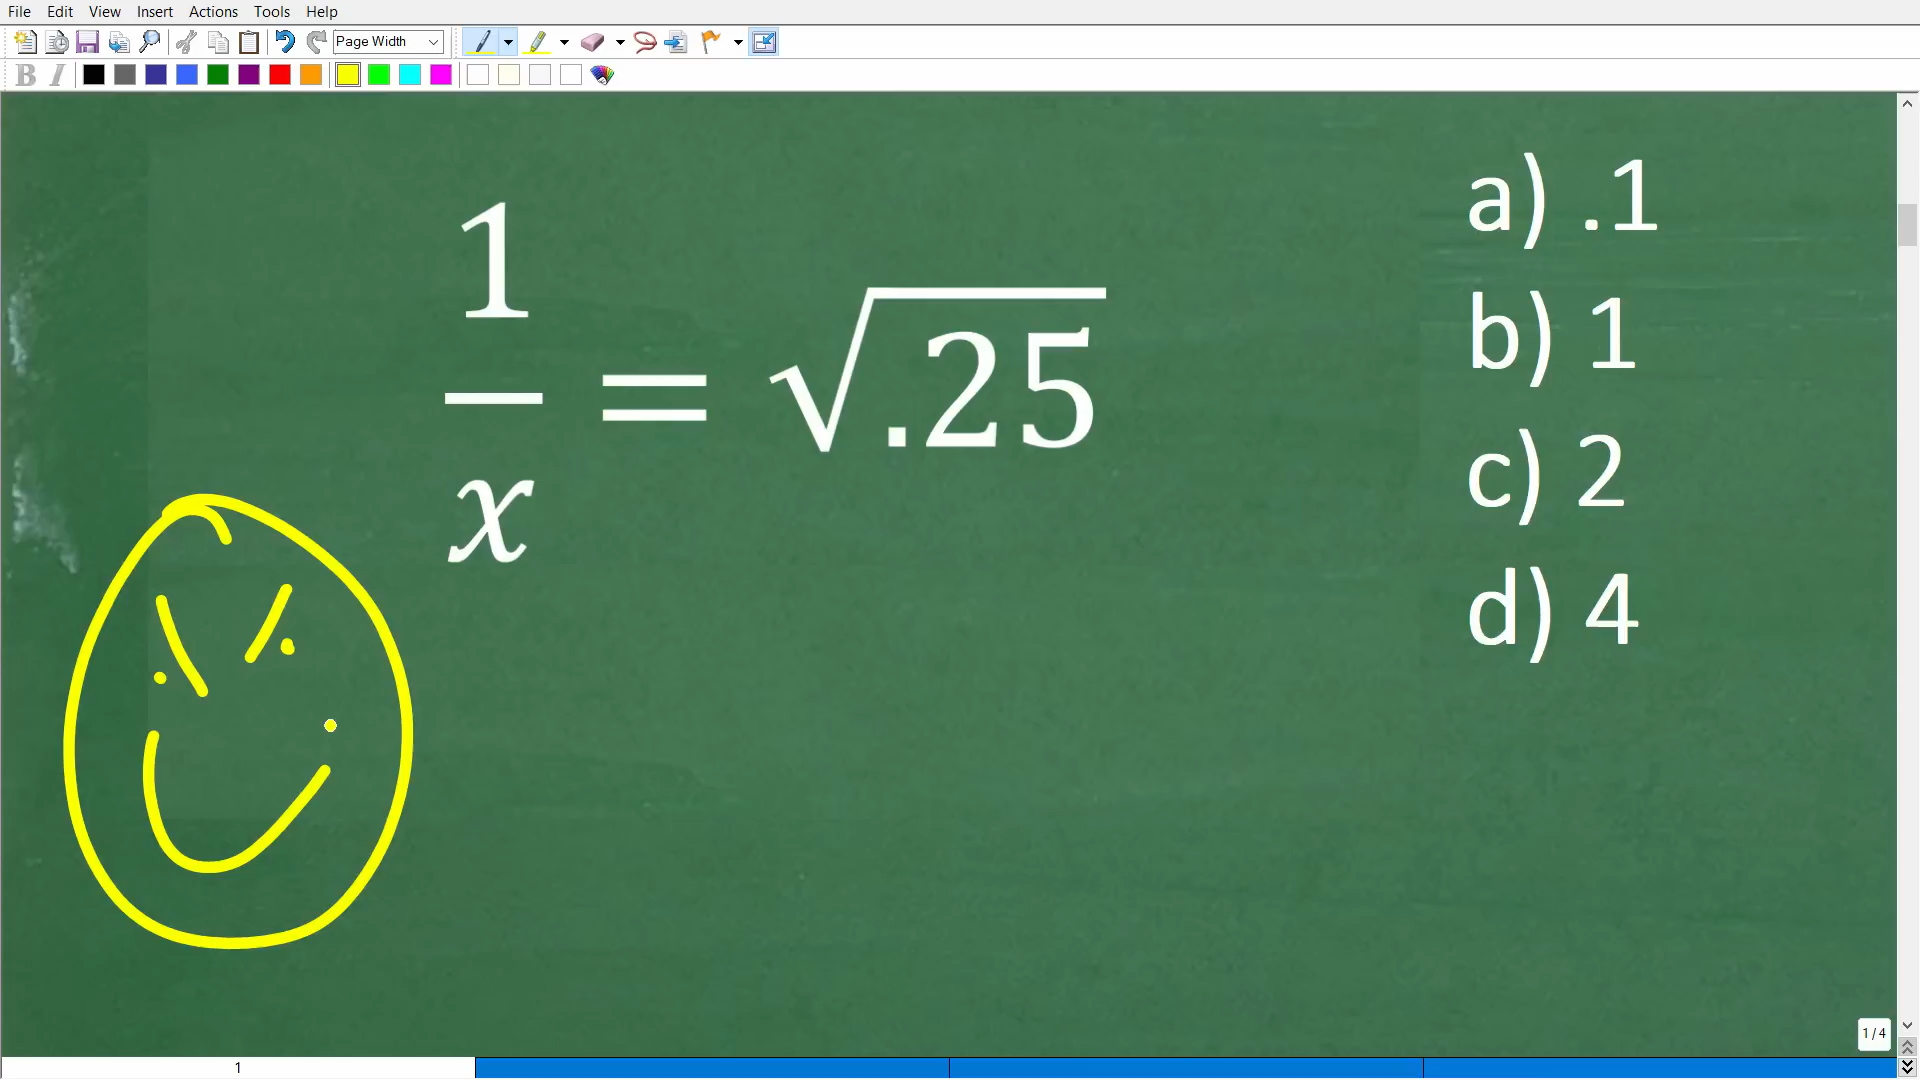 File Edit View Insert Actions Tools Help
Page Width
B I
1/x = √.25
a) .1
b) 1
c) 2
d) 4
1 / 4
1